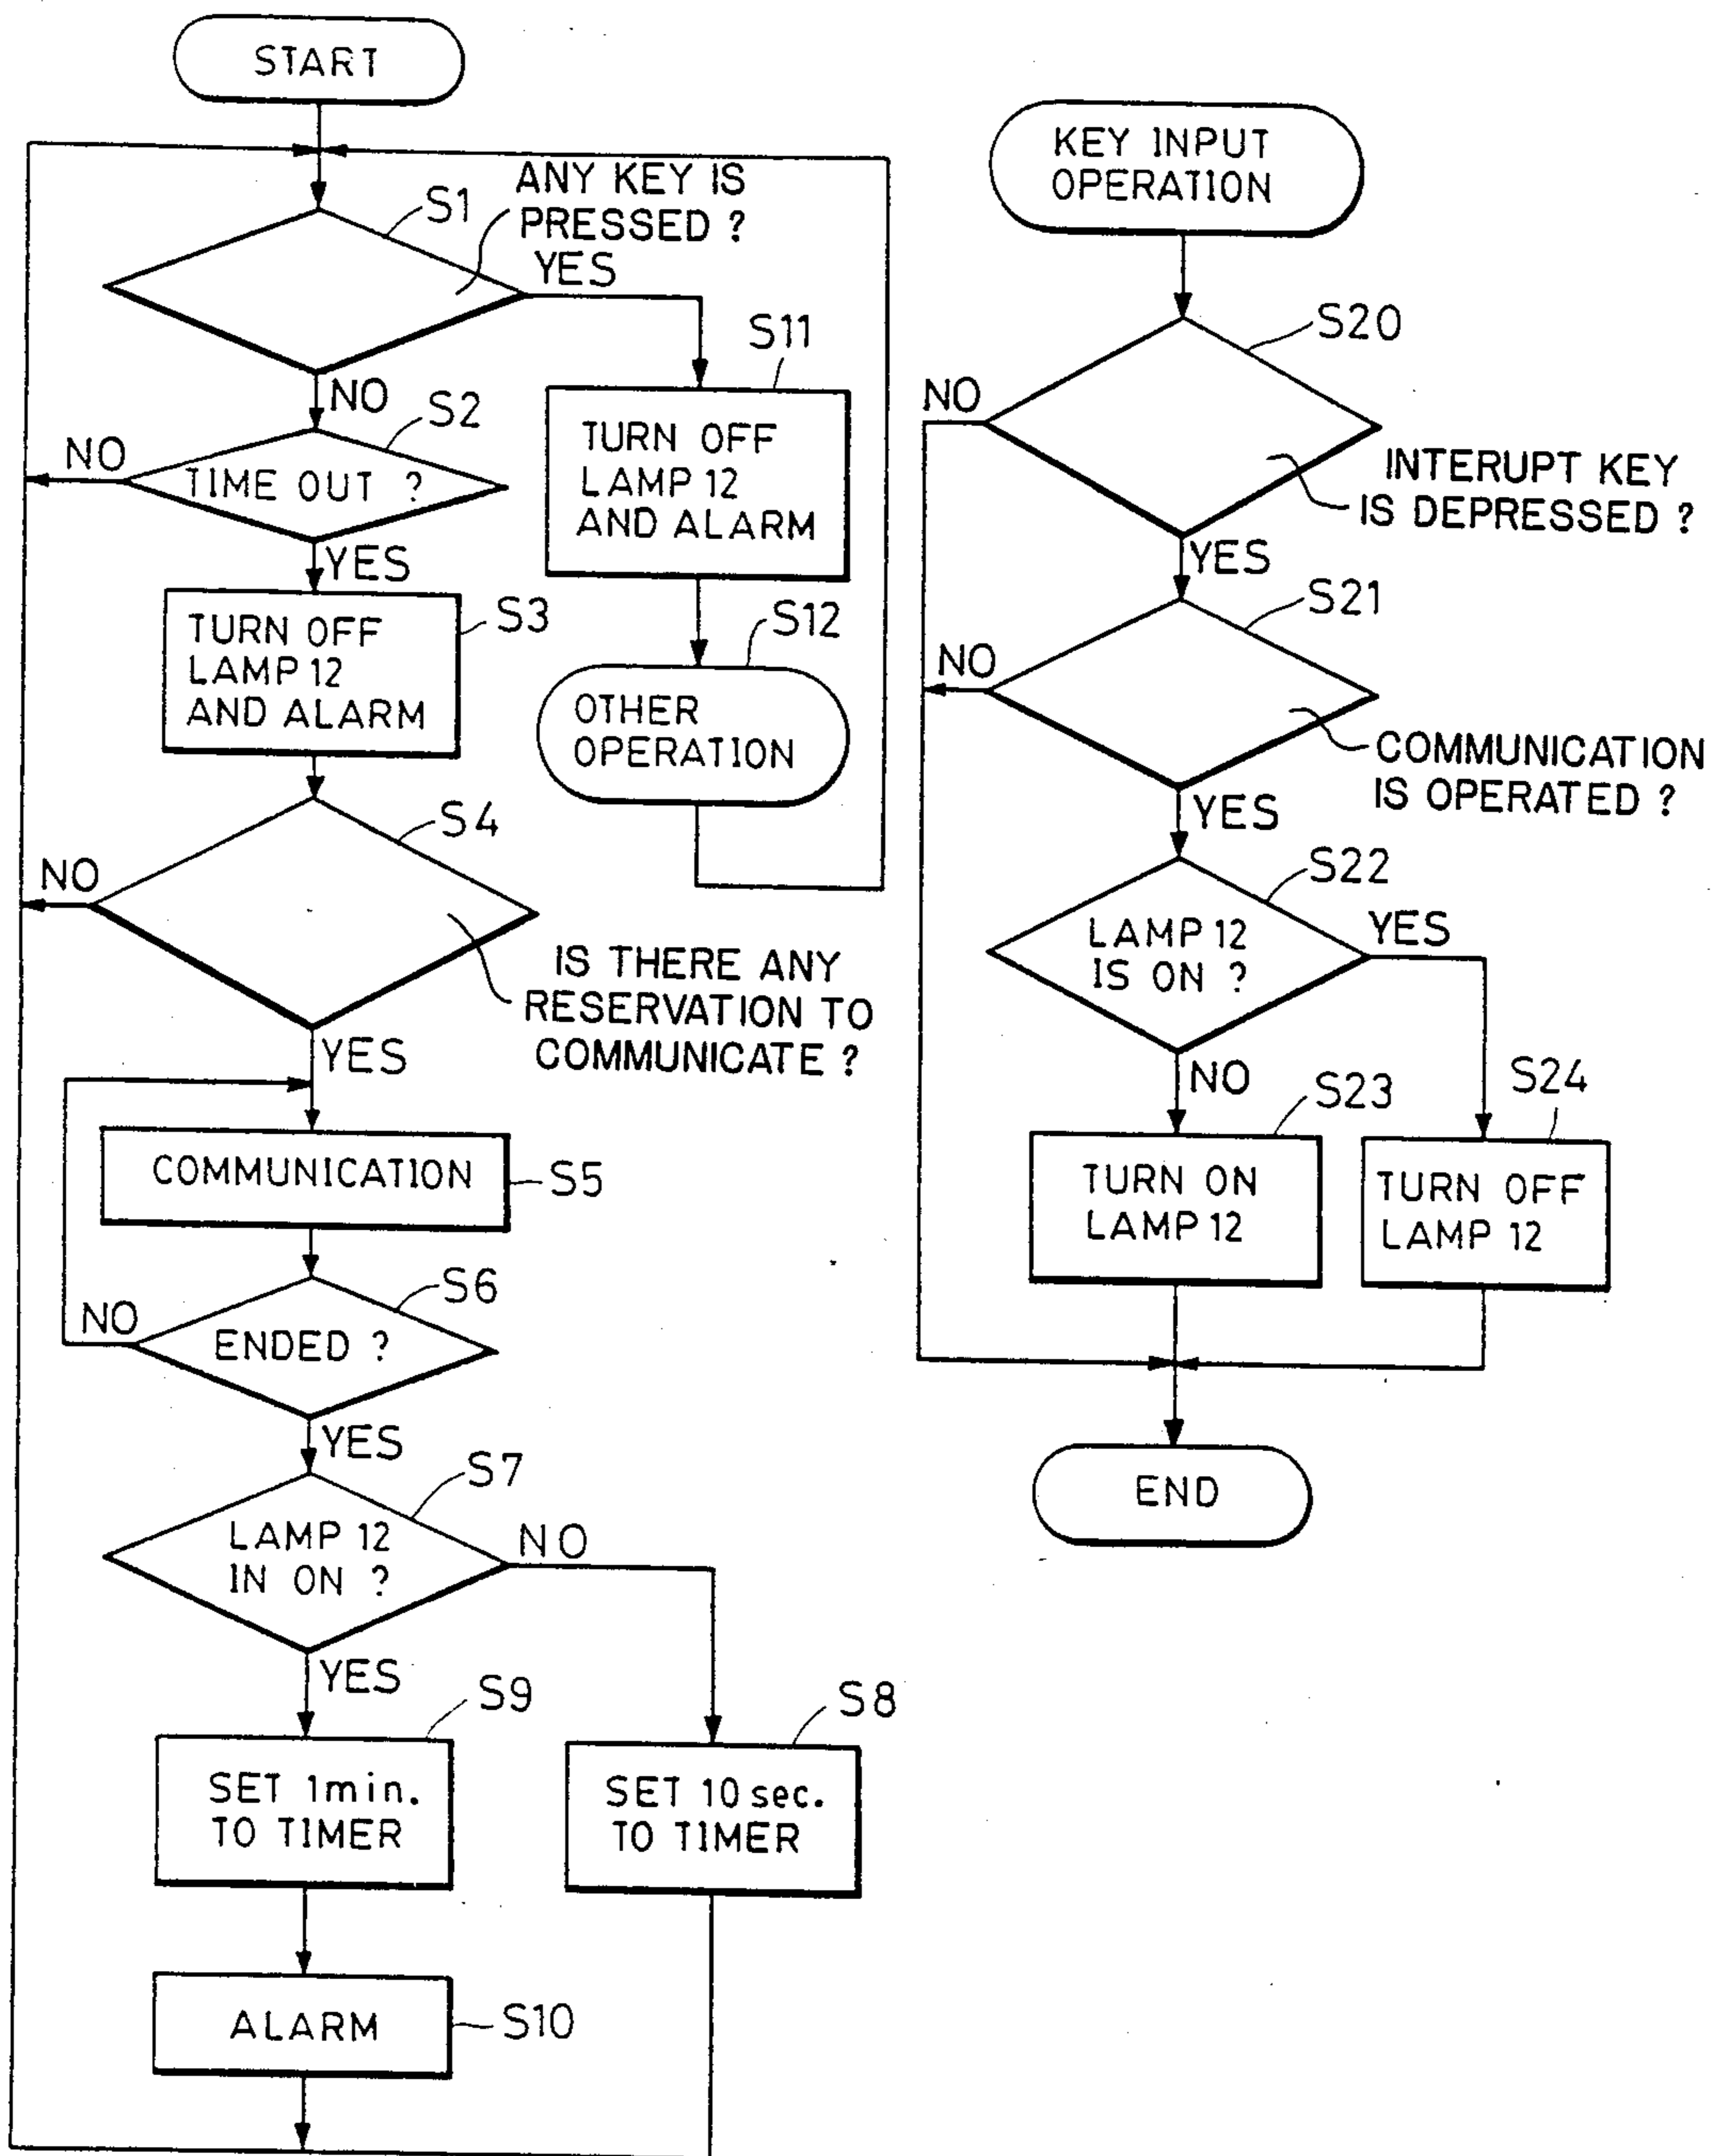 START
S1
ANY KEY IS
PRESSED ?
YES
NO
S2
NO
TIME OUT ?
YES
S11
TURN OFF
LAMP 12
AND ALARM
S3
TURN OFF
LAMP 12
AND ALARM
S12
OTHER
OPERATION
S4
NO
IS THERE ANY
RESERVATION TO
COMMUNICATE ?
YES
COMMUNICATION
S5
S6
NO
ENDED ?
YES
S7
LAMP 12
IN ON ?
NO
YES
S9
SET 1min.
TO TIMER
S8
SET 10 sec.
TO TIMER
ALARM
S10
KEY INPUT
OPERATION
S20
NO
INTERUPT KEY
IS DEPRESSED ?
YES
S21
NO
COMMUNICATION
IS OPERATED ?
YES
S22
LAMP 12
IS ON ?
YES
NO
S23
TURN ON
LAMP 12
S24
TURN OFF
LAMP 12
END